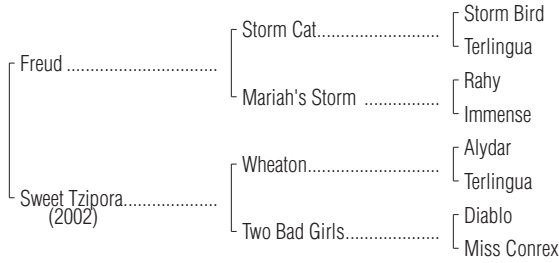 Storm Bird
Storm Cat..................................
Terlingua
Freud .................................
Rahy
Mariah's Storm ....................
Immense
Alydar
Wheaton....................................
Terlingua
Sweet Tzipora.....................
(2002)
Diablo
Two Bad Girls.........................
Miss Conrex